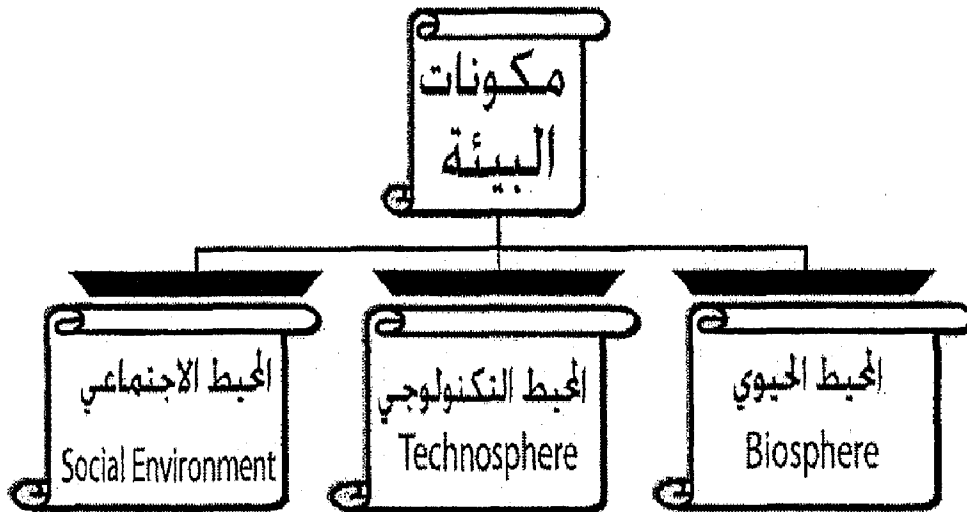 مكونات
البيئة
المحيط الحيوي
Biosphere
المحيط التكنولوجي
Technosphere
المحيط الاجتماعي
Social Environment